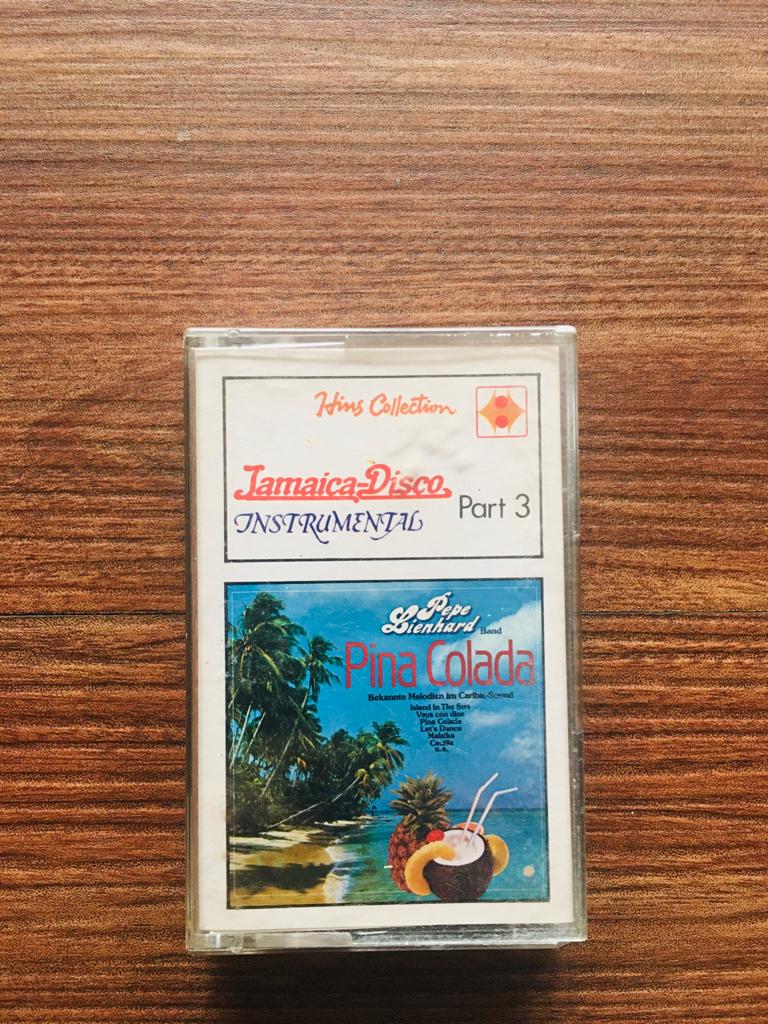 Hins Collection
Jamaica-Disco
INSTRUMENTAL
Part 3
Pepe
Lienhard Band
Pina Colada
Bekannte Melodien im Caribic-Sound
Island In The Sun
Vaya con dios
Pina Colada
Let's Dance
Malaika
Cecilia
u.a.